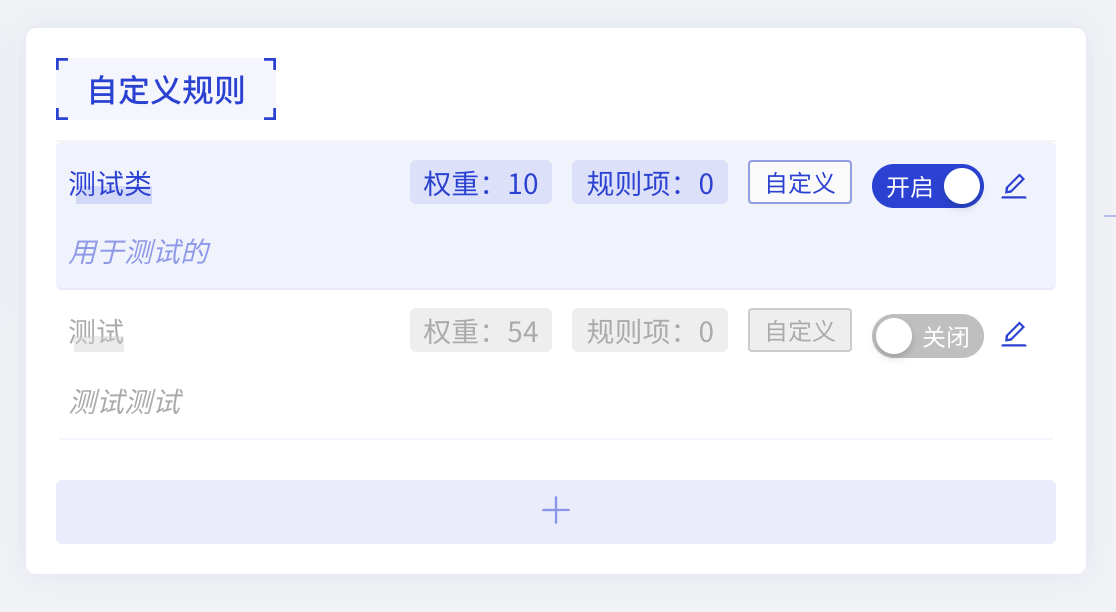 自定义规则
测试类 权重：10 规则项：0 自定义 开启
用于测试的
测试 权重：54 规则项：0 自定义 关闭
测试测试